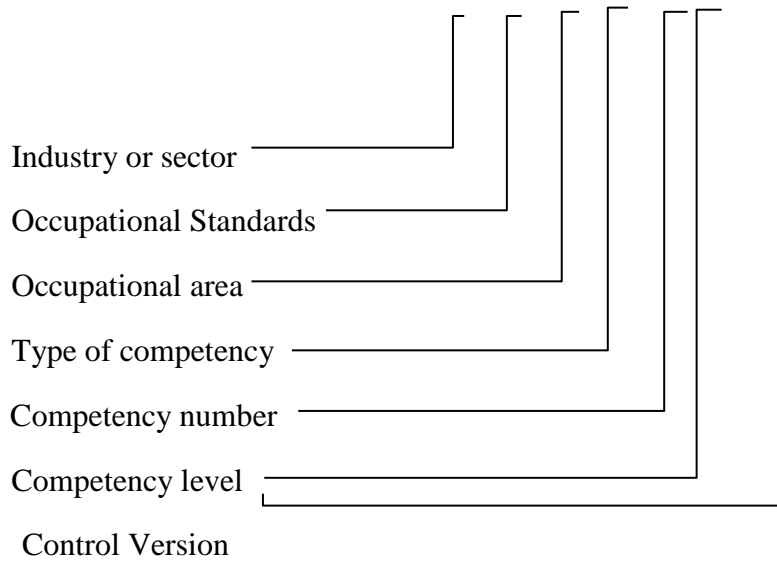 Industry or sector
Occupational Standards
Occupational area
Type of competency
Competency number
Competency level
Control Version